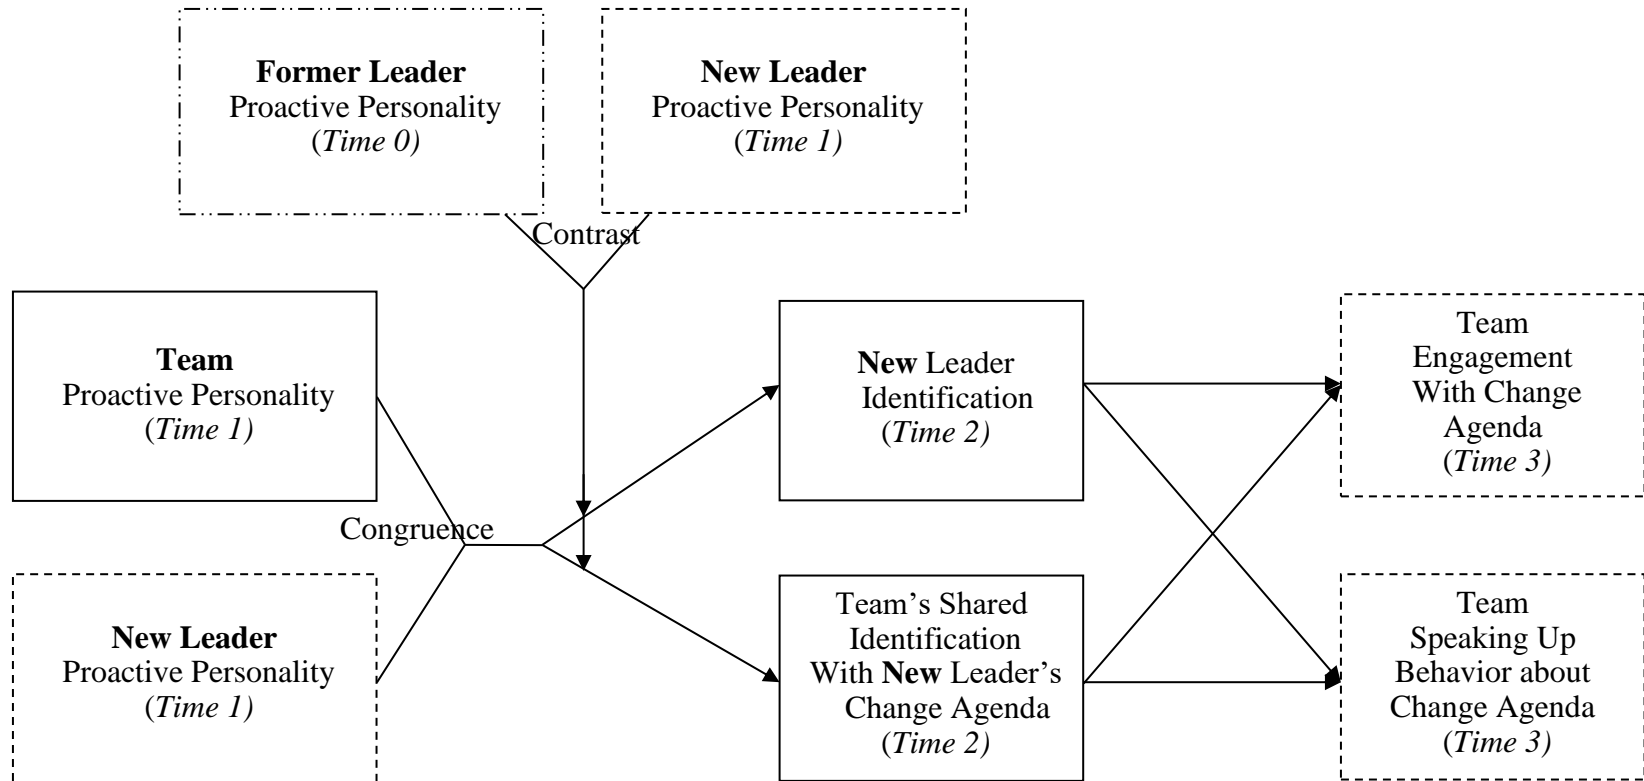 Former Leader
Proactive Personality
(Time 0)
New Leader
Proactive Personality
(Time 1)
Contrast
Team
Proactive Personality
(Time 1)
New Leader
Identification
(Time 2)
Team
Engagement
With Change
Agenda
(Time 3)
Congruence
New Leader
Proactive Personality
(Time 1)
Team’s Shared
Identification
With New Leader’s
Change Agenda
(Time 2)
Team
Speaking Up
Behavior about
Change Agenda
(Time 3)